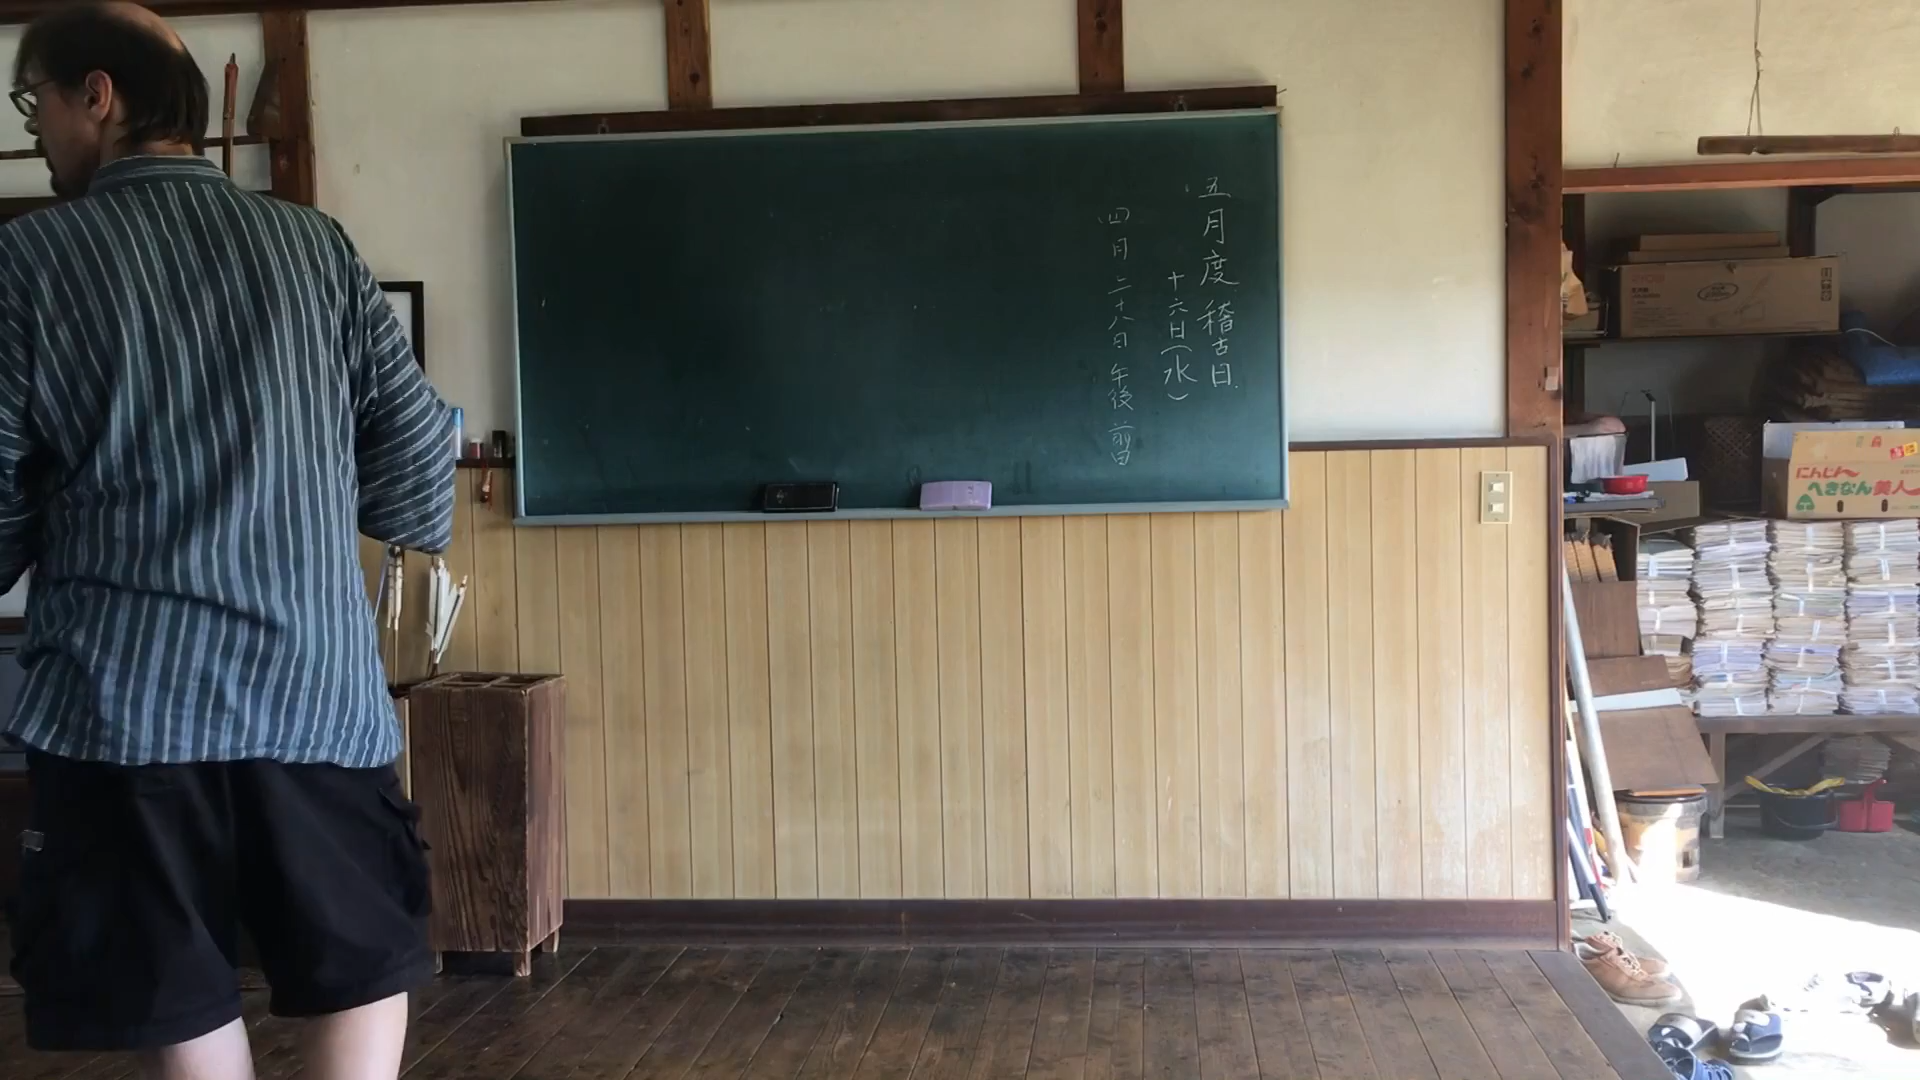 五月度稽古日
十六日(水)
四月二十八日 午後 前田
にんじん
へきなん美人